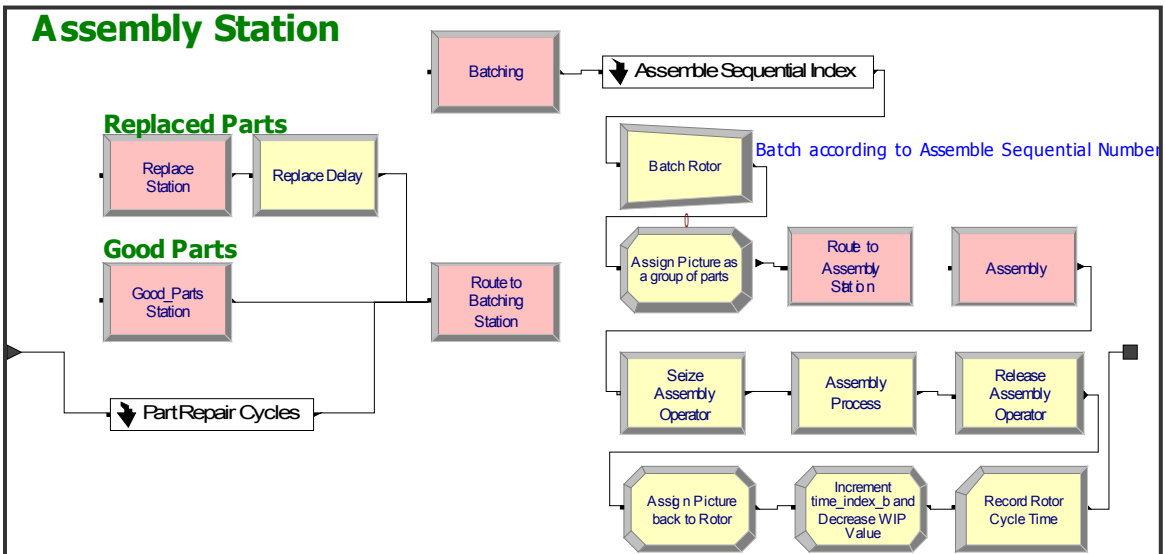 Assembly Station
Batching
Assemble Sequential Index
Replaced Parts
Replace
Station
Replace Delay
Batch Rotor
Batch according to Assemble Sequential Number
Good Parts
Good_Parts
Station
Route to
Batching
Station
Assign Picture as
a group of parts
Route to
Assembly
Station
Assembly
Part Repair Cycles
Seize
Assembly
Operator
Assembly
Process
Release
Assembly
Operator
Assign Picture
back to Rotor
Increment
time_index_b and
Decrease WIP
Value
Record Rotor
Cycle Time